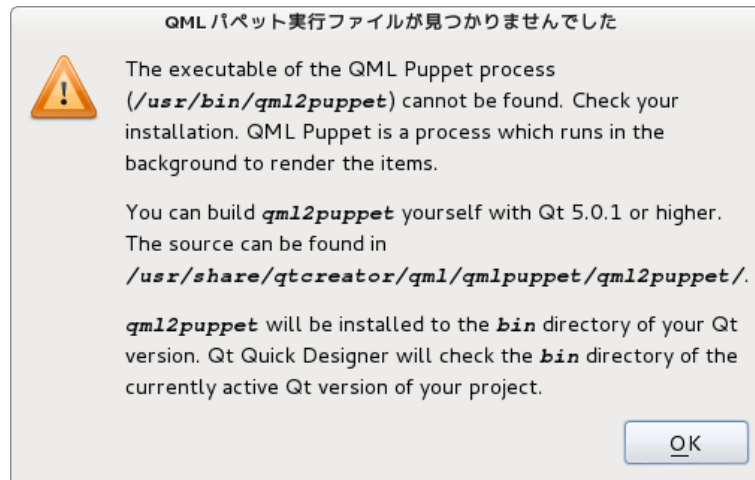 QML パペット実行ファイルが見つかりませんでした
The executable of the QML Puppet process
(/usr/bin/qml2puppet) cannot be found. Check your
installation. QML Puppet is a process which runs in the
background to render the items.
You can build qml2puppet yourself with Qt 5.0.1 or higher.
The source can be found in
/usr/share/qtcreator/qml/qmlpuppet/qml2puppet/.
qml2puppet will be installed to the bin directory of your Qt
version. Qt Quick Designer will check the bin directory of the
currently active Qt version of your project.
OK